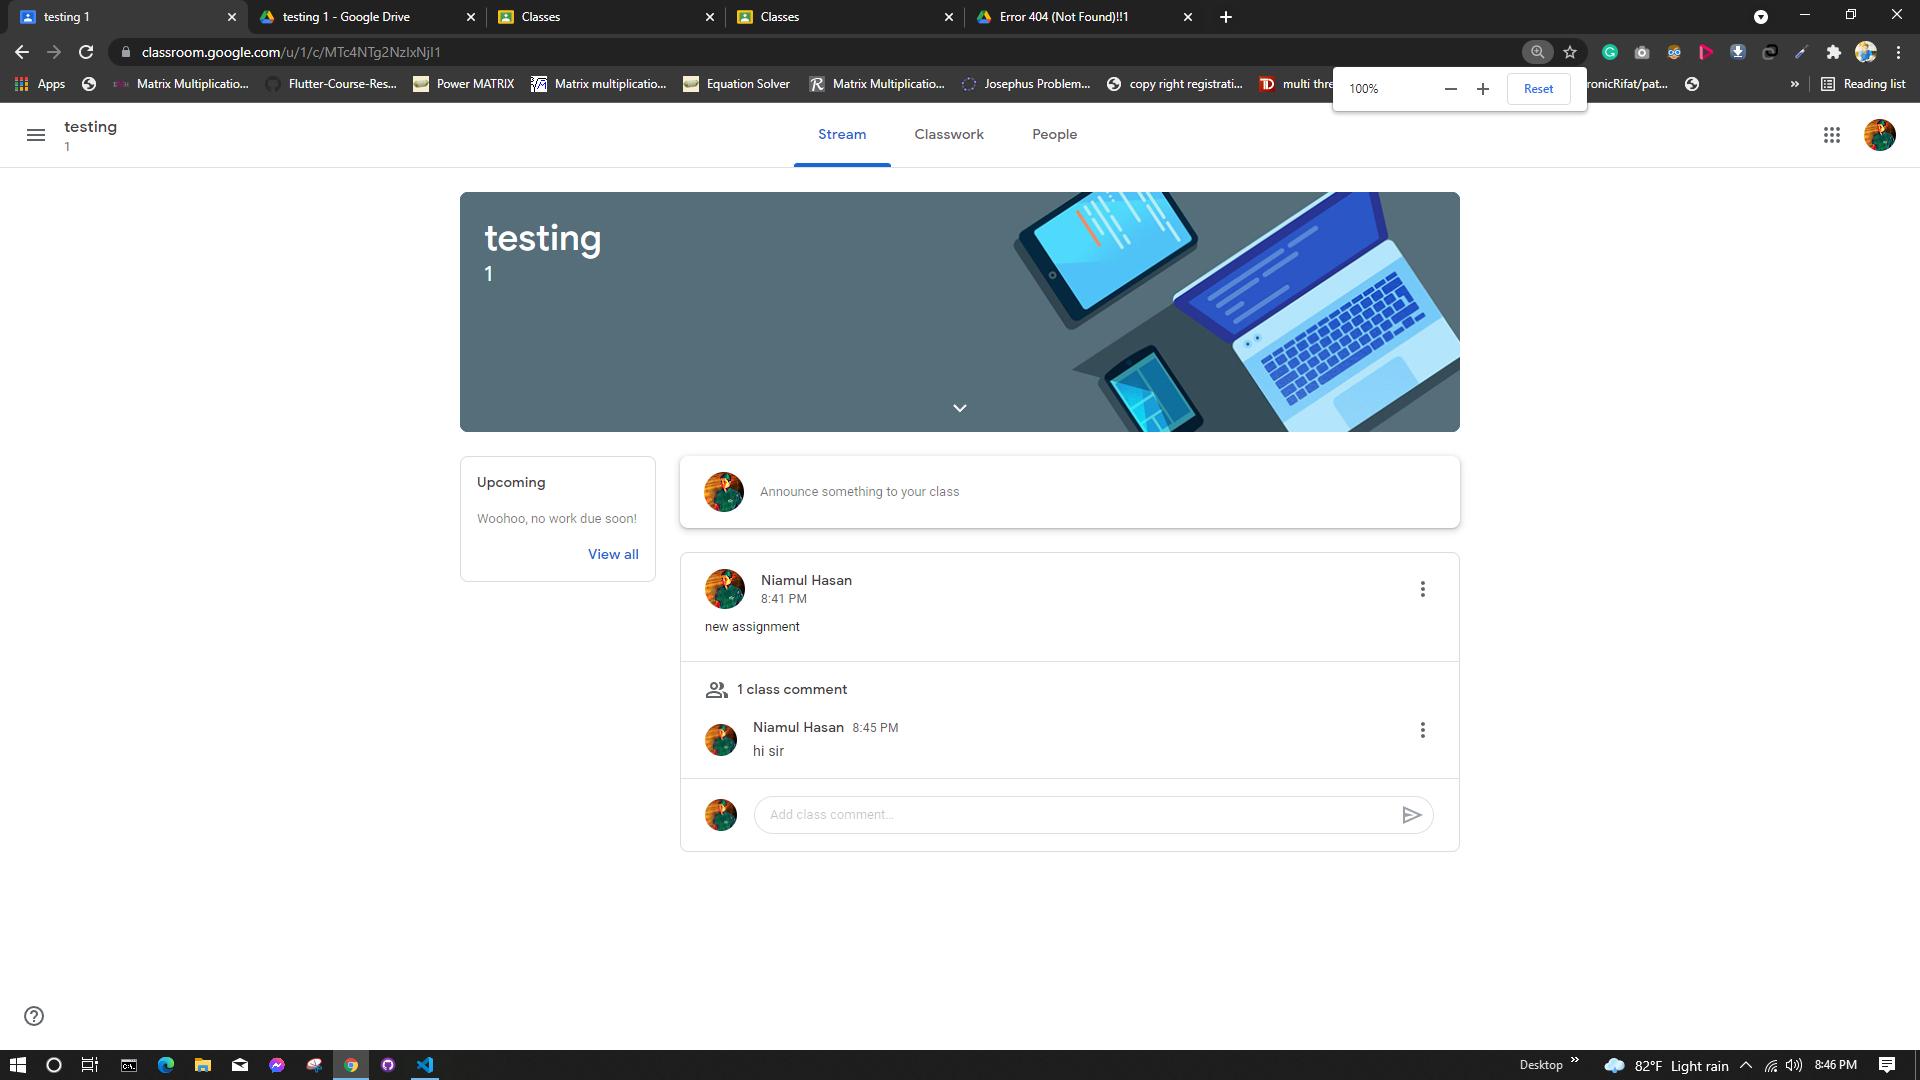 testing 1
testing 1 - Google Drive
Classes
Classes
Error 404 (Not Found)!!1
classroom.google.com/u/1/c/MTc4NTg2NzIxNjI1
Apps
Matrix Multiplicatio...
Flutter-Course-Res...
Power MATRIX
Matrix multiplicatio...
Equation Solver
Matrix Multiplicatio...
Josephus Problem...
copy right registrati...
multi thre
ronicRifat/pat...
Reading list
100%
Reset
testing
1
Stream
Classwork
People
testing
1
Upcoming
Woohoo, no work due soon!
View all
Announce something to your class
Niamul Hasan
8:41 PM
new assignment
1 class comment
Niamul Hasan 8:45 PM
hi sir
Add class comment...
Desktop
82°F Light rain
8:46 PM